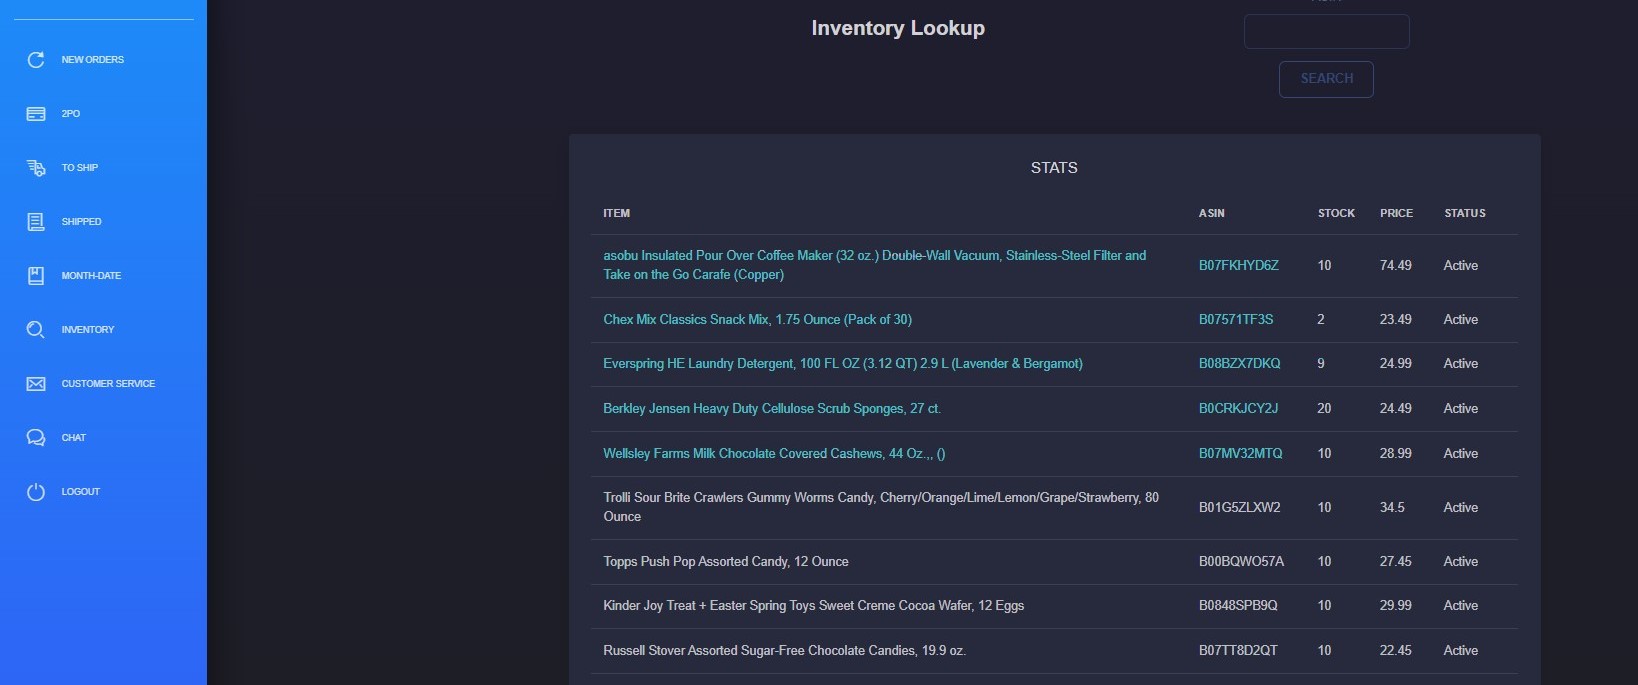 NEW ORDERS
2PO
TO SHIP
SHIPPED
MONTH-DATE
INVENTORY
CUSTOMER SERVICE
CHAT
LOGOUT
Inventory Lookup
SEARCH
STATS
ITEM ASIN STOCK PRICE STATUS
asobu Insulated Pour Over Coffee Maker (32 oz.) Double-Wall Vacuum, Stainless-Steel Filter and
Take on the Go Carafe (Copper)
B07FKHYD6Z 10 74.49 Active
Chex Mix Classics Snack Mix, 1.75 Ounce (Pack of 30) B07571TF3S 2 23.49 Active
Everspring HE Laundry Detergent, 100 FL OZ (3.12 QT) 2.9 L (Lavender & Bergamot) B08BZX7DKQ 9 24.99 Active
Berkley Jensen Heavy Duty Cellulose Scrub Sponges, 27 ct. B0CRKJCY2J 20 24.49 Active
Wellsley Farms Milk Chocolate Covered Cashews, 44 Oz.,, () B07MV32MTQ 10 28.99 Active
Trolli Sour Brite Crawlers Gummy Worms Candy, Cherry/Orange/Lime/Lemon/Grape/Strawberry, 80
Ounce
B01G5ZLXW2 10 34.5 Active
Topps Push Pop Assorted Candy, 12 Ounce B00BQWO57A 10 27.45 Active
Kinder Joy Treat + Easter Spring Toys Sweet Creme Cocoa Wafer, 12 Eggs B0848SPB9Q 10 29.99 Active
Russell Stover Assorted Sugar-Free Chocolate Candies, 19.9 oz. B07TT8D2QT 10 22.45 Active